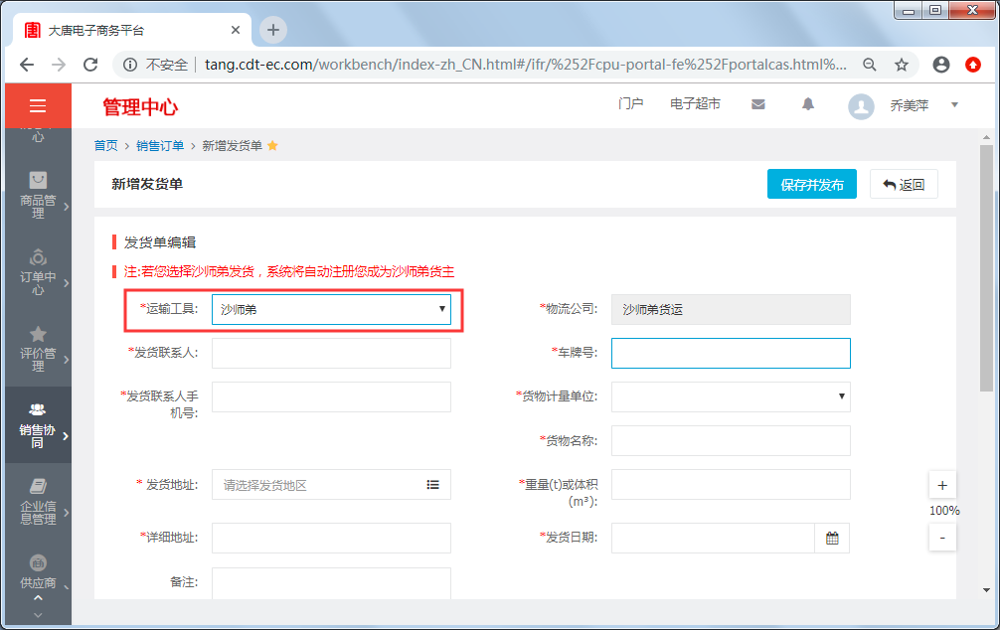 大唐电子商务平台
不安全
tang.cdt-ec.com/workbench/index-zh_CN.html#/ifr/%252Fcpu-portal-fe%252Fportalcas.html%...
管理中心
门户
电子超市
乔美萍
心
商品管
理
订单中
心
评价管
理
销售协
同
企业信
息管理
供应商
首页 > 销售订单 > 新增发货单
新增发货单
保存并发布
返回
发货单编辑
注:若您选择沙师弟发货，系统将自动注册您成为沙师弟货主
*运输工具:
沙师弟
*物流公司:
沙师弟货运
*发货联系人:
*车牌号:
*发货联系人手
机号:
*货物计量单位:
*货物名称:
* 发货地址:
请选择发货地区
*重量(t)或体积
(m³):
*详细地址:
*发货日期:
备注:
+
100%
-